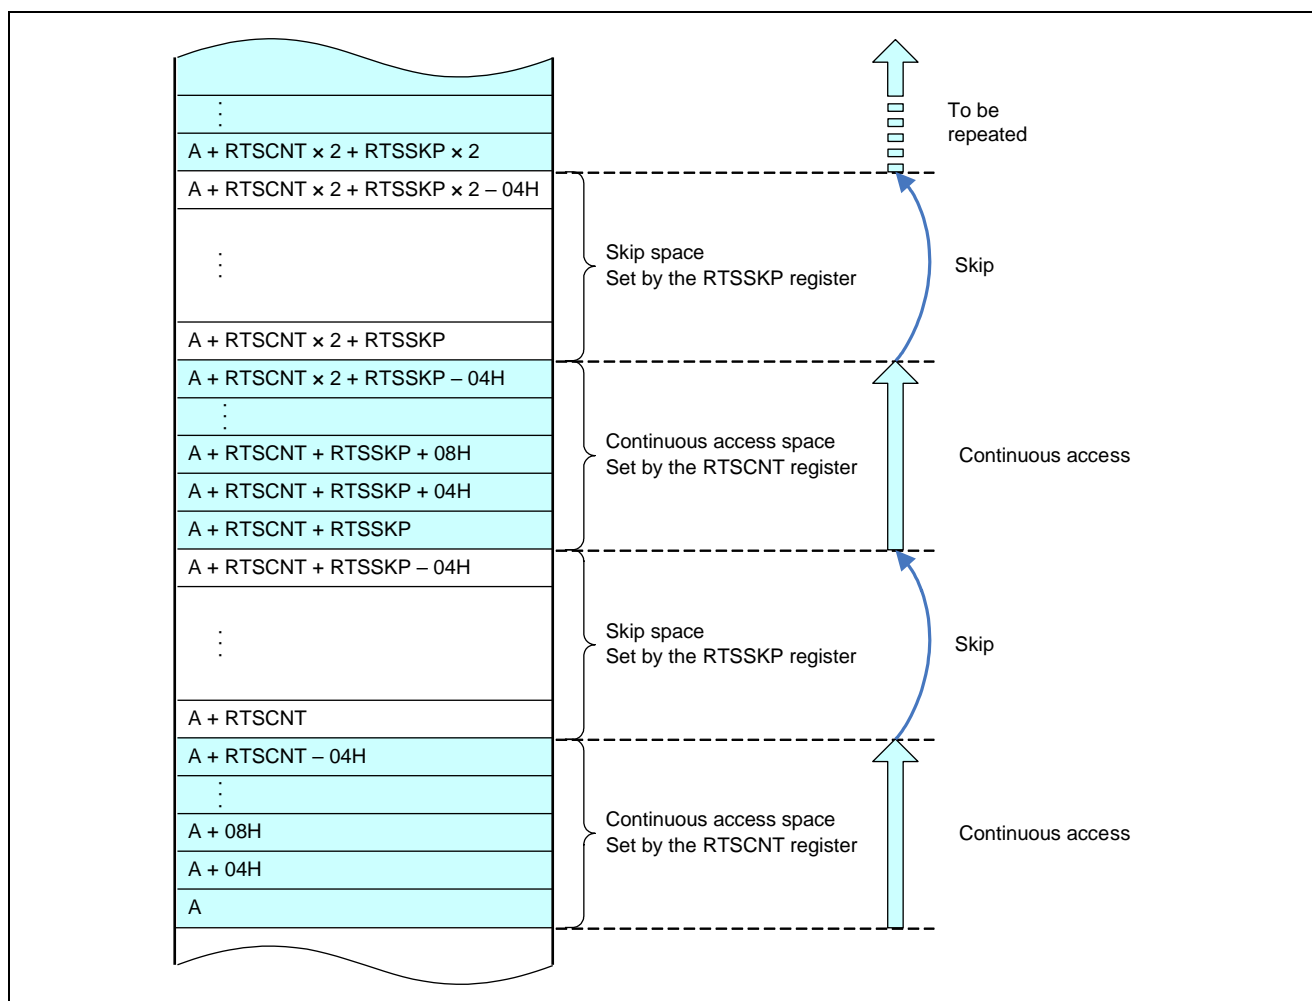 ⋮
To be
repeated
A + RTSCNT × 2 + RTSSKP × 2
A + RTSCNT × 2 + RTSSKP × 2 – 04H
⋮
Skip space
Set by the RTSSKP register
Skip
A + RTSCNT × 2 + RTSSKP
A + RTSCNT × 2 + RTSSKP – 04H
⋮
A + RTSCNT + RTSSKP + 08H
Continuous access space
Set by the RTSCNT register
Continuous access
A + RTSCNT + RTSSKP + 04H
A + RTSCNT + RTSSKP
A + RTSCNT + RTSSKP – 04H
⋮
Skip space
Set by the RTSSKP register
Skip
A + RTSCNT
A + RTSCNT – 04H
⋮
A + 08H
Continuous access space
Set by the RTSCNT register
Continuous access
A + 04H
A